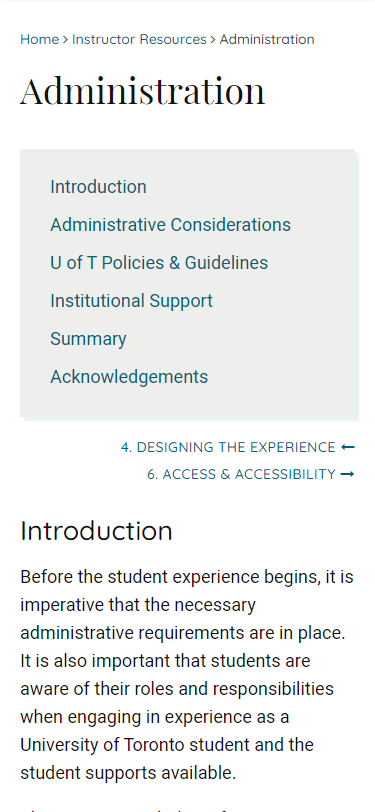 Home > Instructor Resources > Administration
Administration
Introduction
Administrative Considerations
U of T Policies & Guidelines
Institutional Support
Summary
Acknowledgements
4. DESIGNING THE EXPERIENCE ←
6. ACCESS & ACCESSIBILITY →
Introduction
Before the student experience begins, it is
imperative that the necessary
administrative requirements are in place.
It is also important that students are
aware of their roles and responsibilities
when engaging in experience as a
University of Toronto student and the
student supports available.